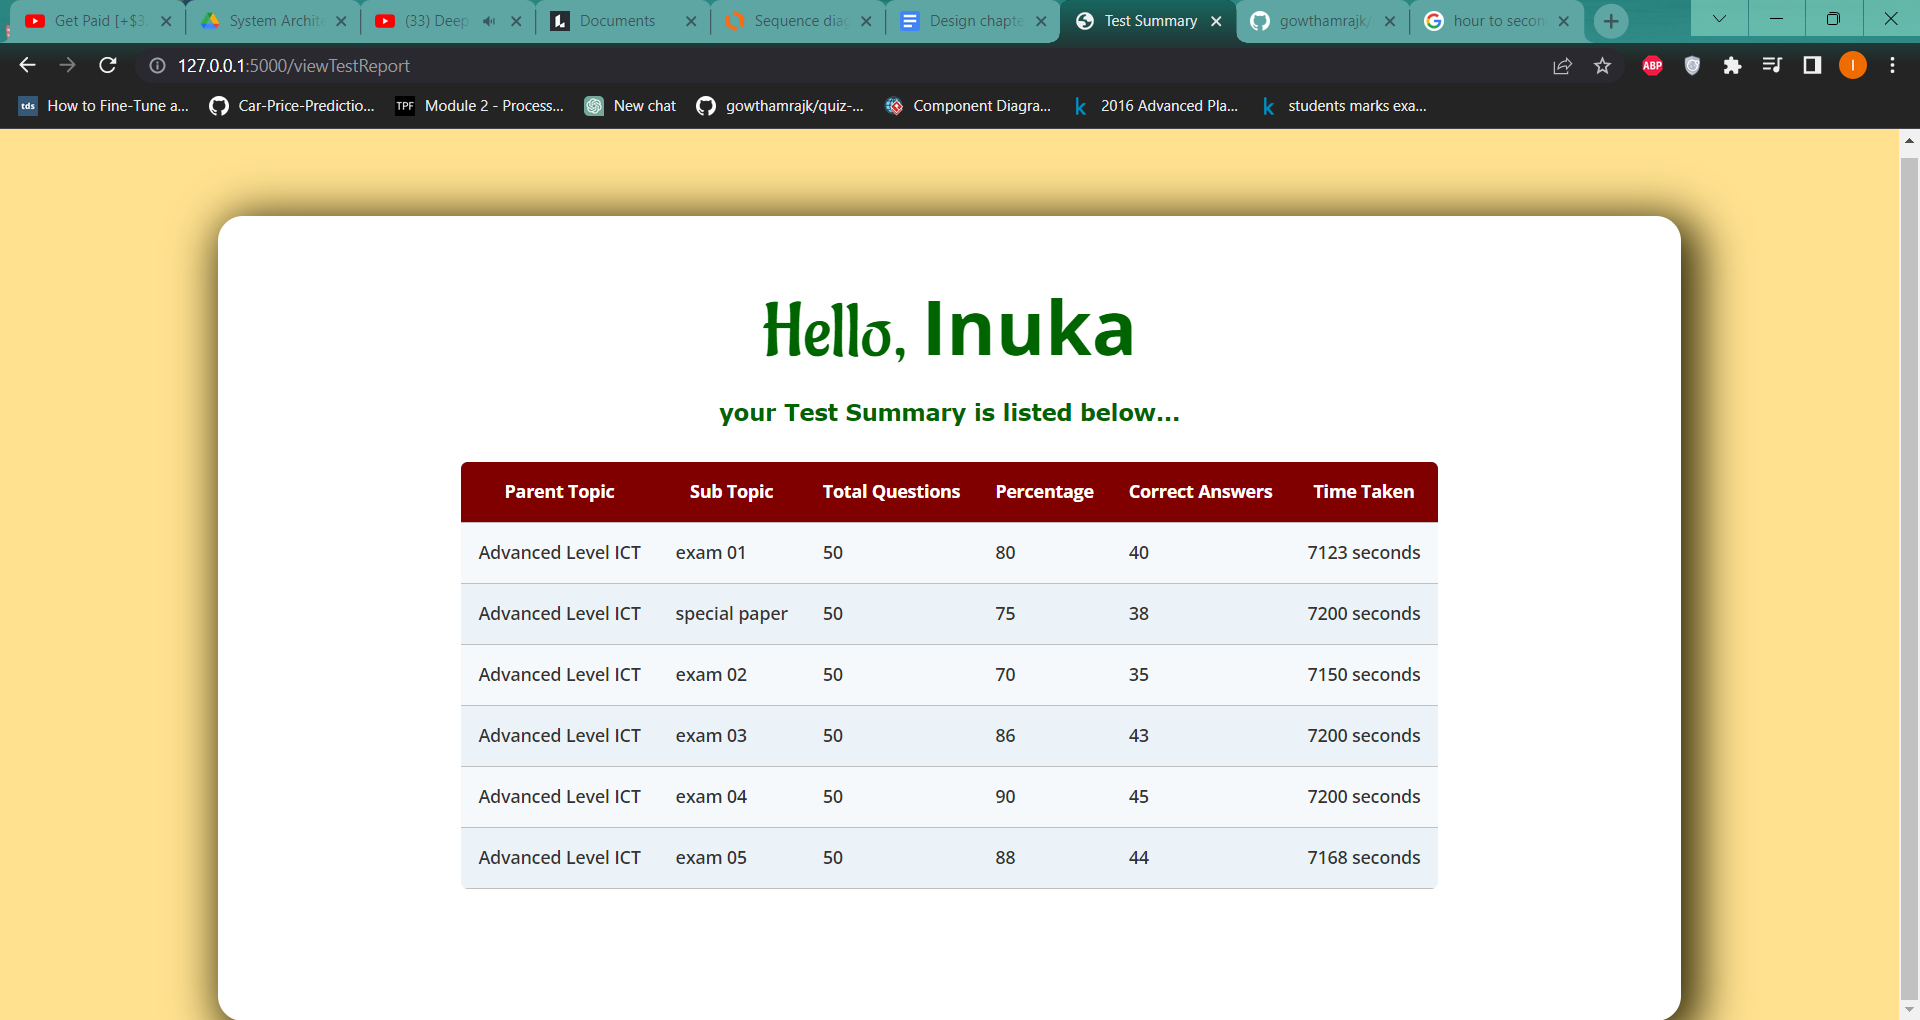 Get Paid [+$3
System Archite
(33) Deep
Documents
Sequence diag
Design chapte
Test Summary
gowthamrajk/
hour to secon
127.0.0.1:5000/viewTestReport
ABP
I
tds How to Fine-Tune a...
Car-Price-Predictio...
TPF Module 2 - Process...
New chat
gowthamrajk/quiz-...
Component Diagra...
k 2016 Advanced Pla...
k students marks exa...
Hello, Inuka
your Test Summary is listed below...
Parent Topic Sub Topic Total Questions Percentage Correct Answers Time Taken
Advanced Level ICT exam 01 50 80 40 7123 seconds
Advanced Level ICT special paper 50 75 38 7200 seconds
Advanced Level ICT exam 02 50 70 35 7150 seconds
Advanced Level ICT exam 03 50 86 43 7200 seconds
Advanced Level ICT exam 04 50 90 45 7200 seconds
Advanced Level ICT exam 05 50 88 44 7168 seconds